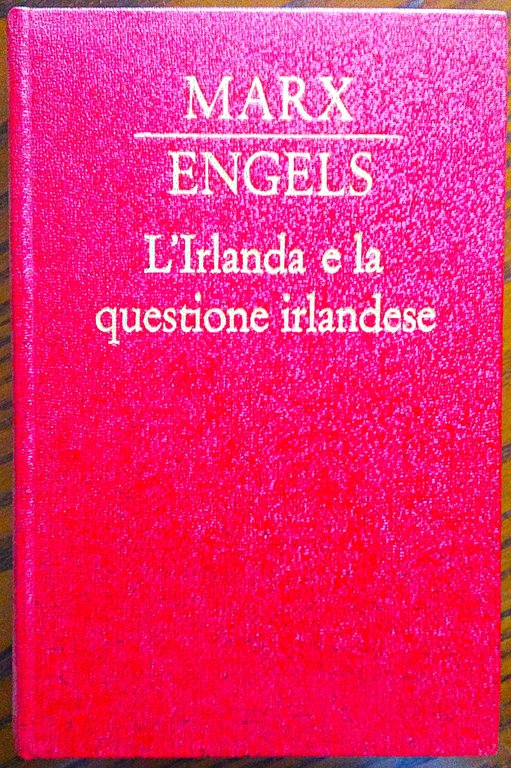 MARX
ENGELS
L'Irlanda e la
questione irlandese